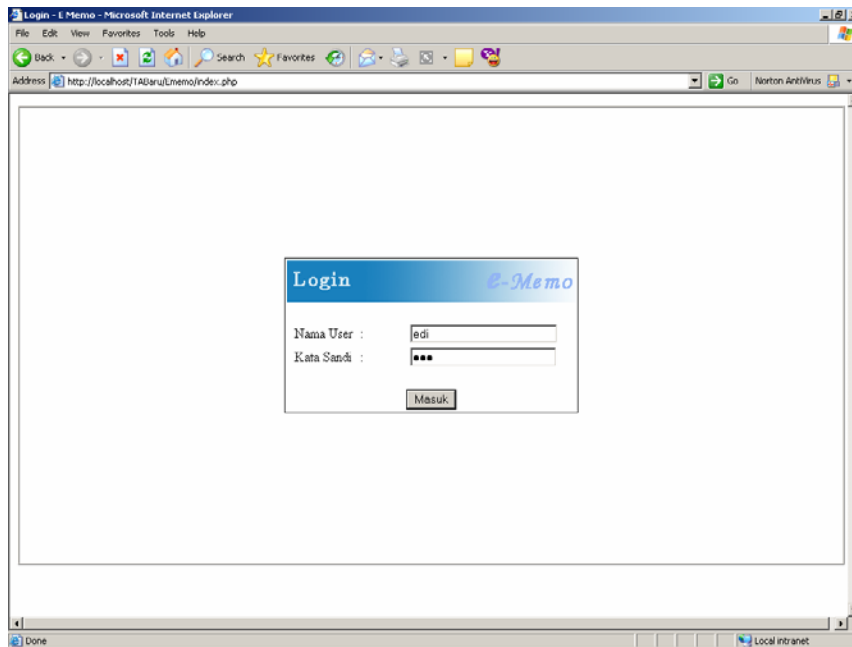 Login - E Memo - Microsoft Internet Explorer
File Edit View Favorites Tools Help
Back Search Favorites
Address http://localhost/TABaru/Ememo/index.php Go Norton AntiVirus
Login e-Memo
Nama User : edi
Kata Sandi : •••
Masuk
Done Local intranet